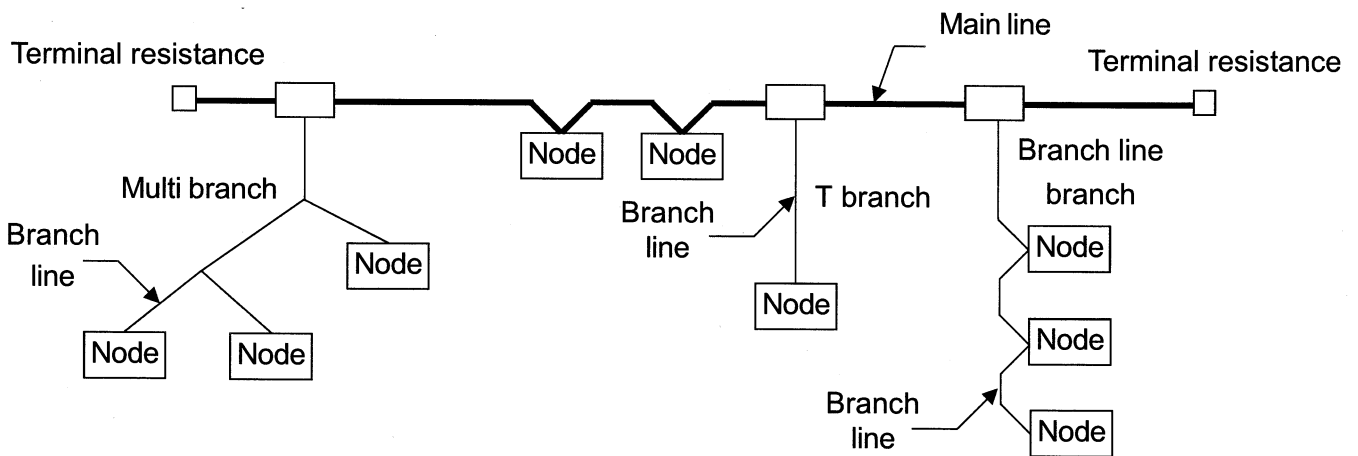 Main line
Terminal resistance
Terminal resistance
Node
Node
Branch line
branch
Multi branch
T branch
Branch
line
Branch
line
Node
Node
Node
Node
Node
Node
Branch
line
Node